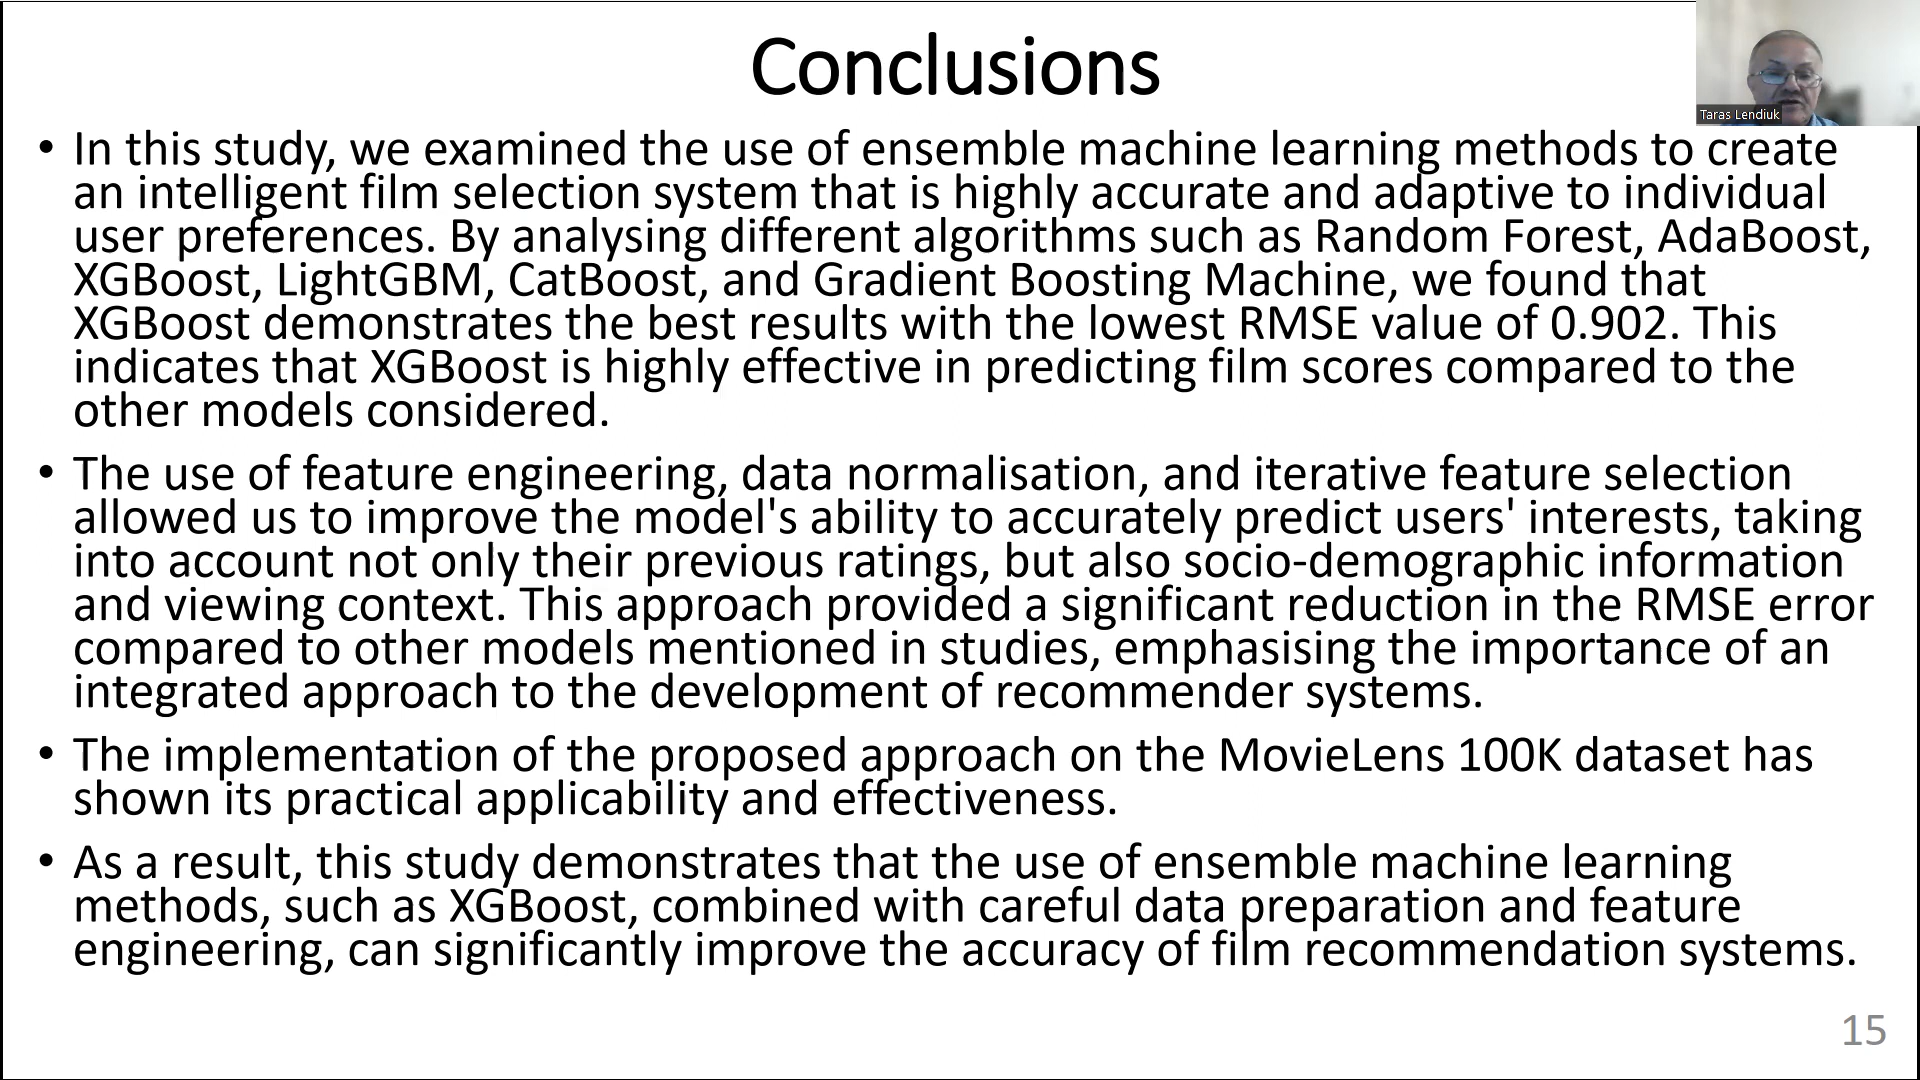 Conclusions
Taras Lendiuk
• In this study, we examined the use of ensemble machine learning methods to create
an intelligent film selection system that is highly accurate and adaptive to individual
user preferences. By analysing different algorithms such as Random Forest, AdaBoost,
XGBoost, LightGBM, CatBoost, and Gradient Boosting Machine, we found that
XGBoost demonstrates the best results with the lowest RMSE value of 0.902. This
indicates that XGBoost is highly effective in predicting film scores compared to the
other models considered.
• The use of feature engineering, data normalisation, and iterative feature selection
allowed us to improve the model's ability to accurately predict users' interests, taking
into account not only their previous ratings, but also socio-demographic information
and viewing context. This approach provided a significant reduction in the RMSE error
compared to other models mentioned in studies, emphasising the importance of an
integrated approach to the development of recommender systems.
• The implementation of the proposed approach on the MovieLens 100K dataset has
shown its practical applicability and effectiveness.
• As a result, this study demonstrates that the use of ensemble machine learning
methods, such as XGBoost, combined with careful data preparation and feature
engineering, can significantly improve the accuracy of film recommendation systems.
15